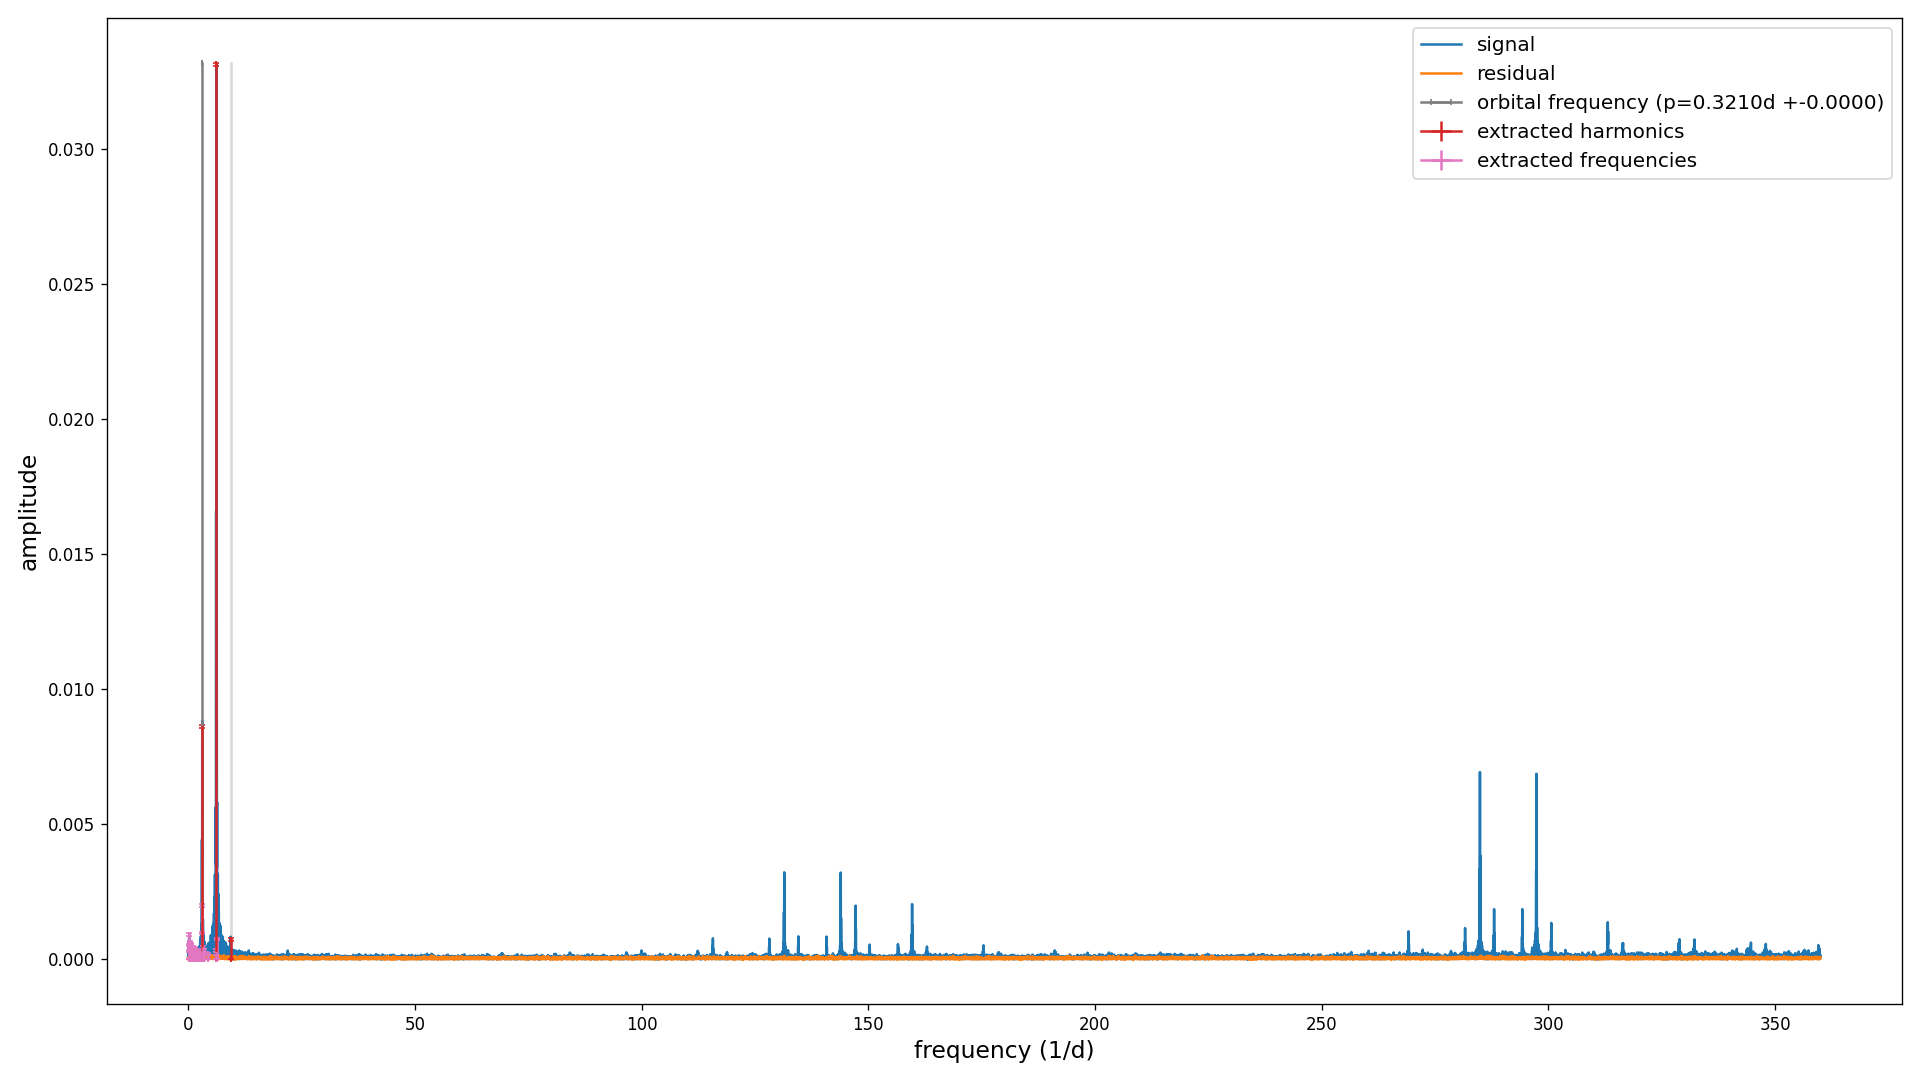 signal
residual
orbital frequency (p=0.3210d +-0.0000)
extracted harmonics
extracted frequencies
amplitude
0.030
0.025
0.020
0.015
0.010
0.005
0.000
0 50 100 150 200 250 300 350
frequency (1/d)